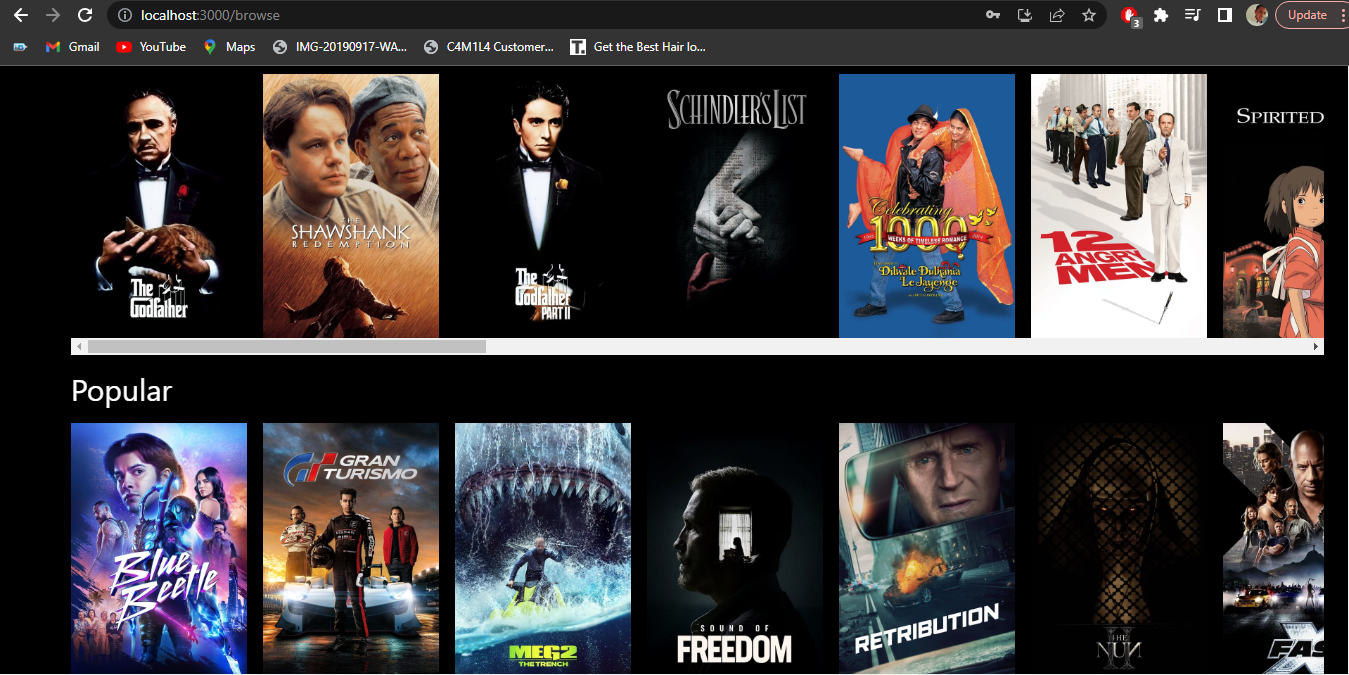 localhost:3000/browse
3
Update
Gmail
YouTube
Maps
IMG-20190917-WA...
C4M1L4 Customer...
T.
Get the Best Hair lo...
The Godfather
THE SHAWSHANK
REDEMPTION
The Godfather
PART II
SCHINDLER'S LIST
Celebrating
1000
WEEKS OF TIMELESS ROMANCE
Dilwale Dulhania
Le Jayenge
12
ANGRY
MEN
SPIRITED
Popular
Blue
Beetle
GRAN
TURISMO
MEG2
THE TRENCH
SOUND OF
FREEDOM
RETRIBUTION
THE
NUN
II
FAS
X